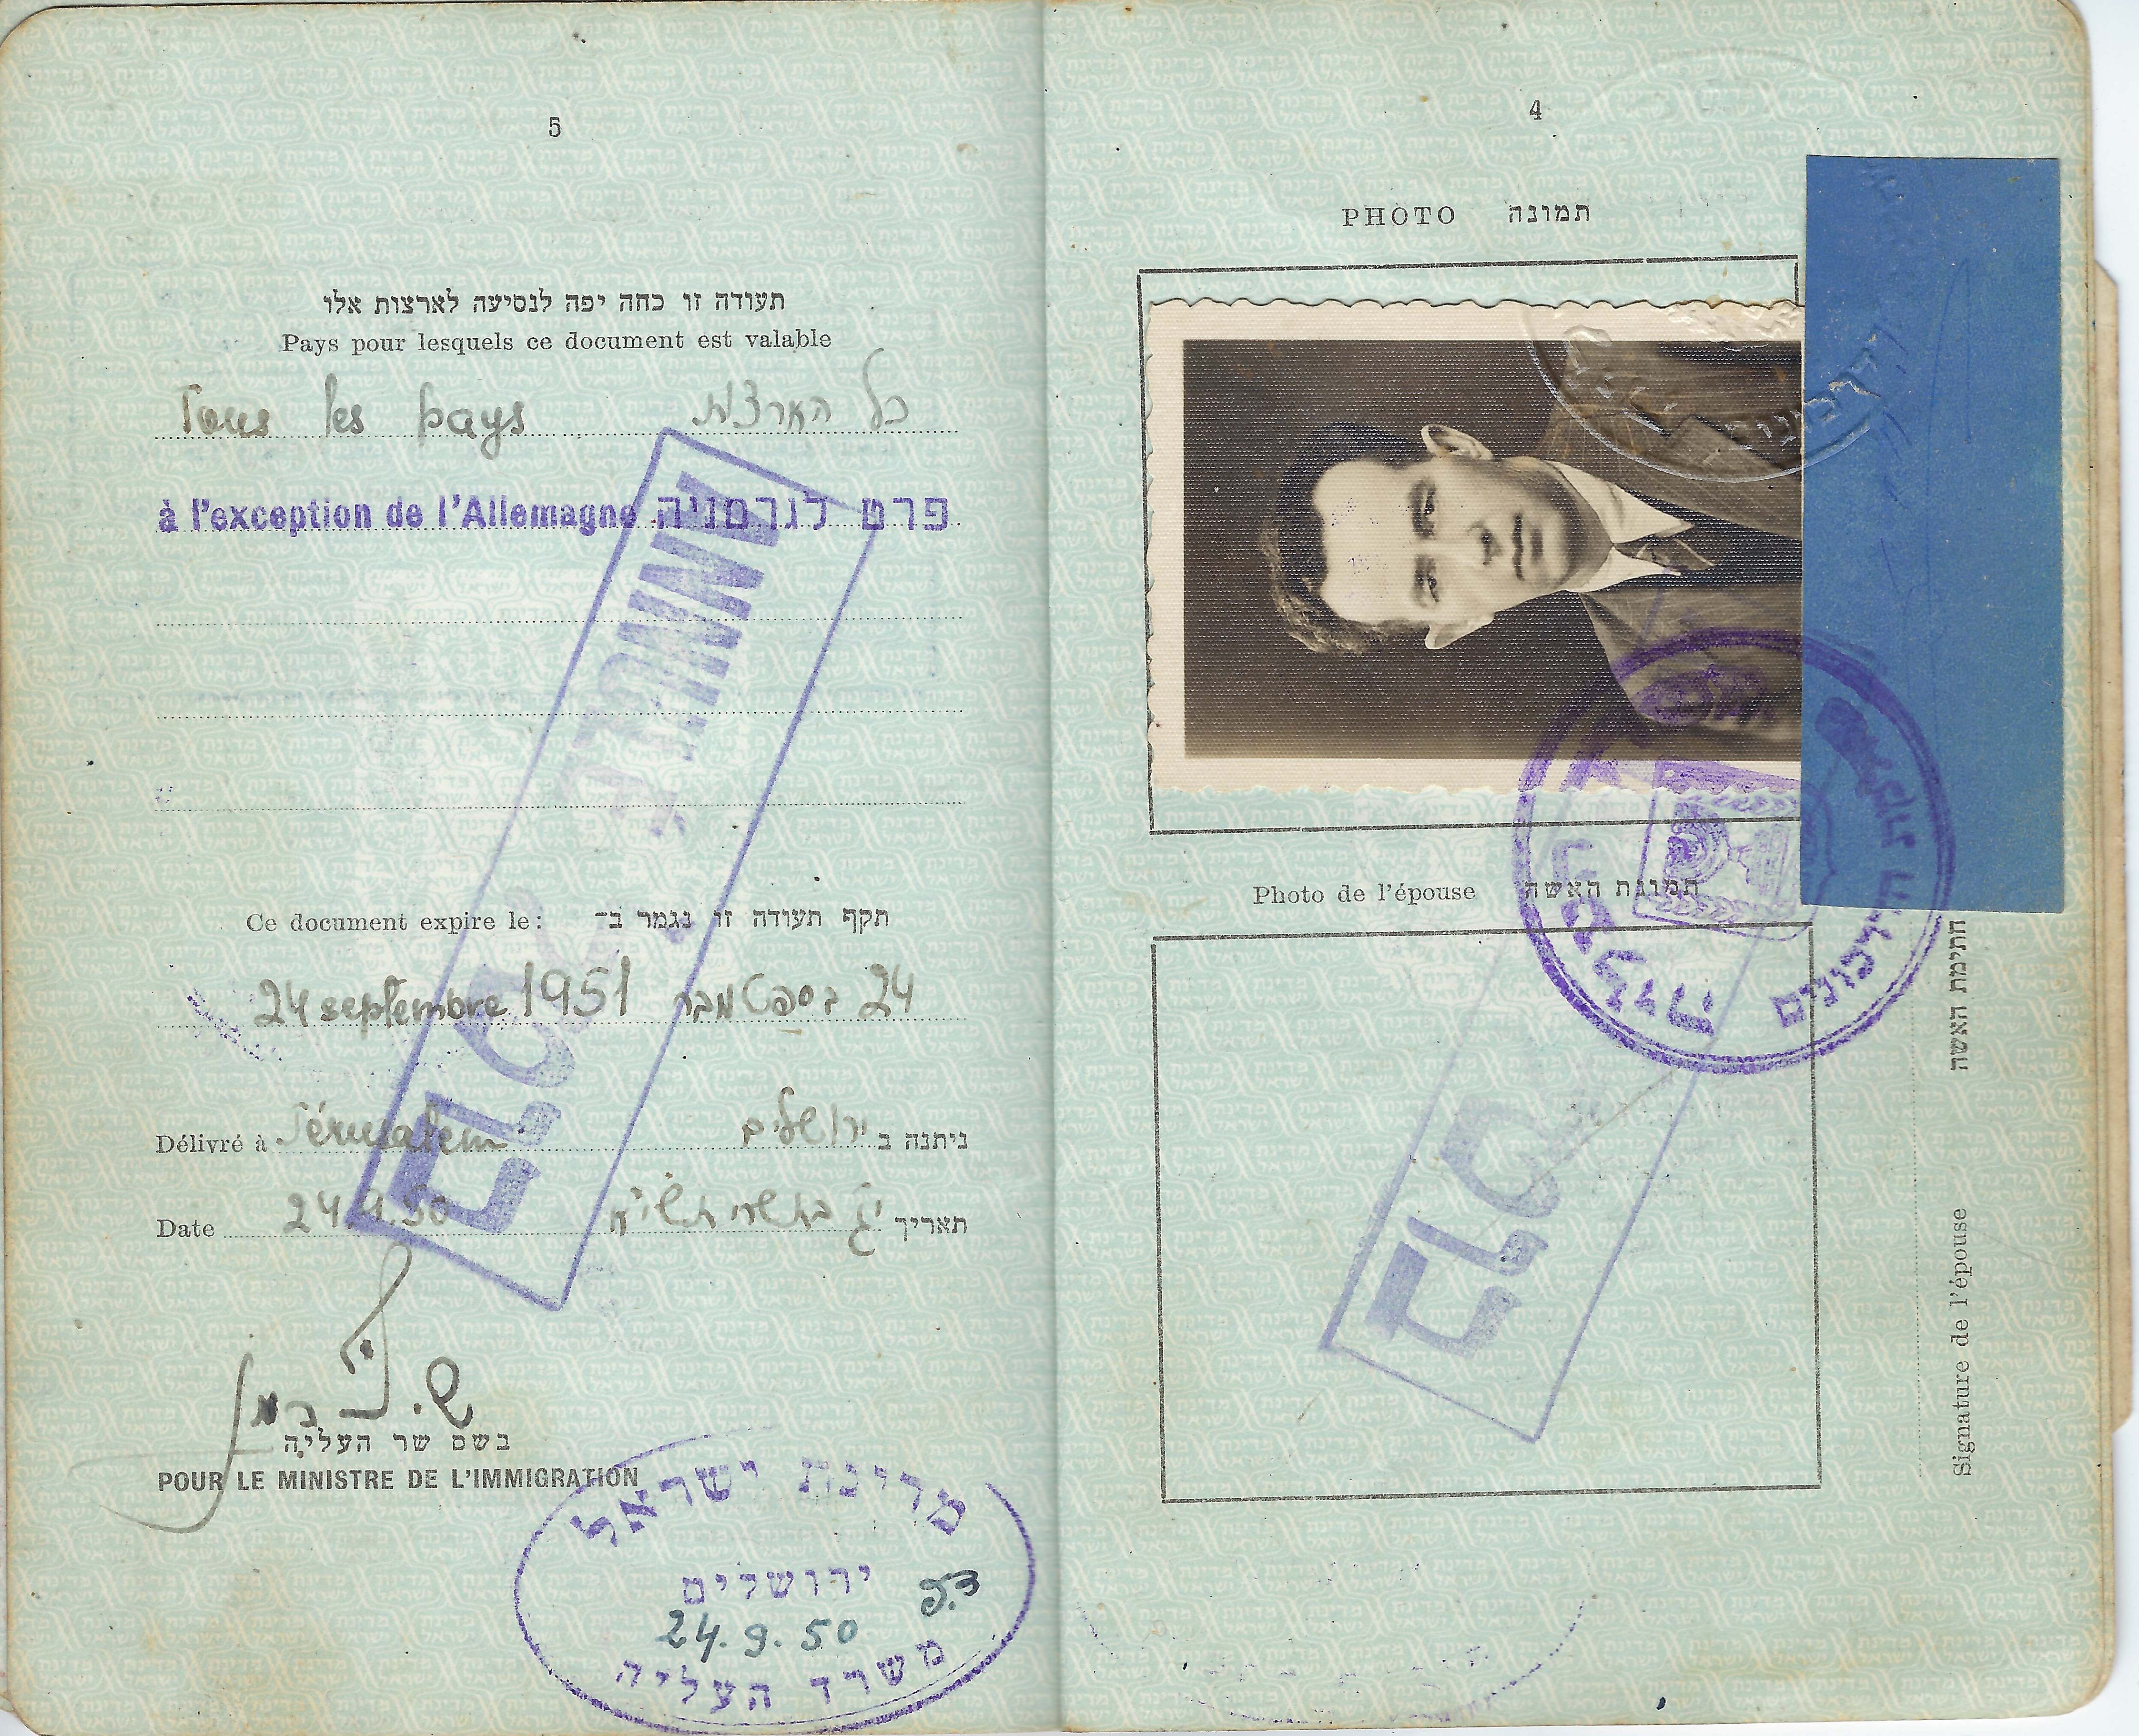 4
PHOTO תמונה
Photo de l'épouse תמונת האשה
חתימת האשה
Signature de l'épouse
עליה
ודרכונים
5
תעודה זו כחה יפה לנסיעה לארצות אלו
Pays pour lesquels ce document est valable
Tous les pays כל הארצות
à l'exception de l'Allemagne פרט לגרמניה
Ce document expire le: תקף תעודה זו נגמר ב-
24 septembre 1951 24 בספטמבר
Délivré à Jérusalem ניתנה ב ירושלים
Date 24.9.50 תאריך י"ג בתשרי תשי"א
בשם שר העליה
POUR LE MINISTRE DE L'IMMIGRATION
מדינת ישראל
ירושלים
24.9.50
משרד העליה